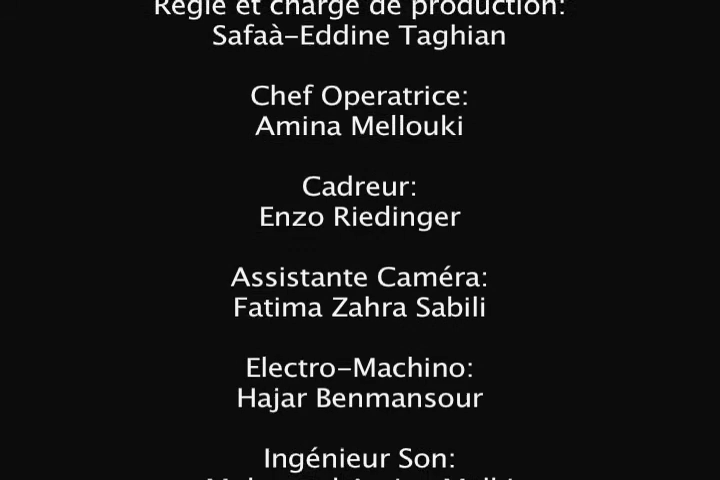 Régie et chargé de production:
Safaà-Eddine Taghian
Chef Operatrice:
Amina Mellouki
Cadreur:
Enzo Riedinger
Assistante Caméra:
Fatima Zahra Sabili
Electro-Machino:
Hajar Benmansour
Ingénieur Son: